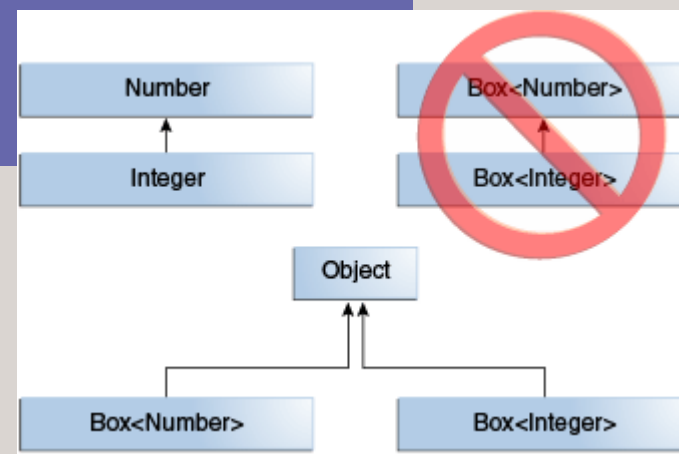 Number
Box<Number>
Integer
Box<Integer>
Object
Box<Number>
Box<Integer>